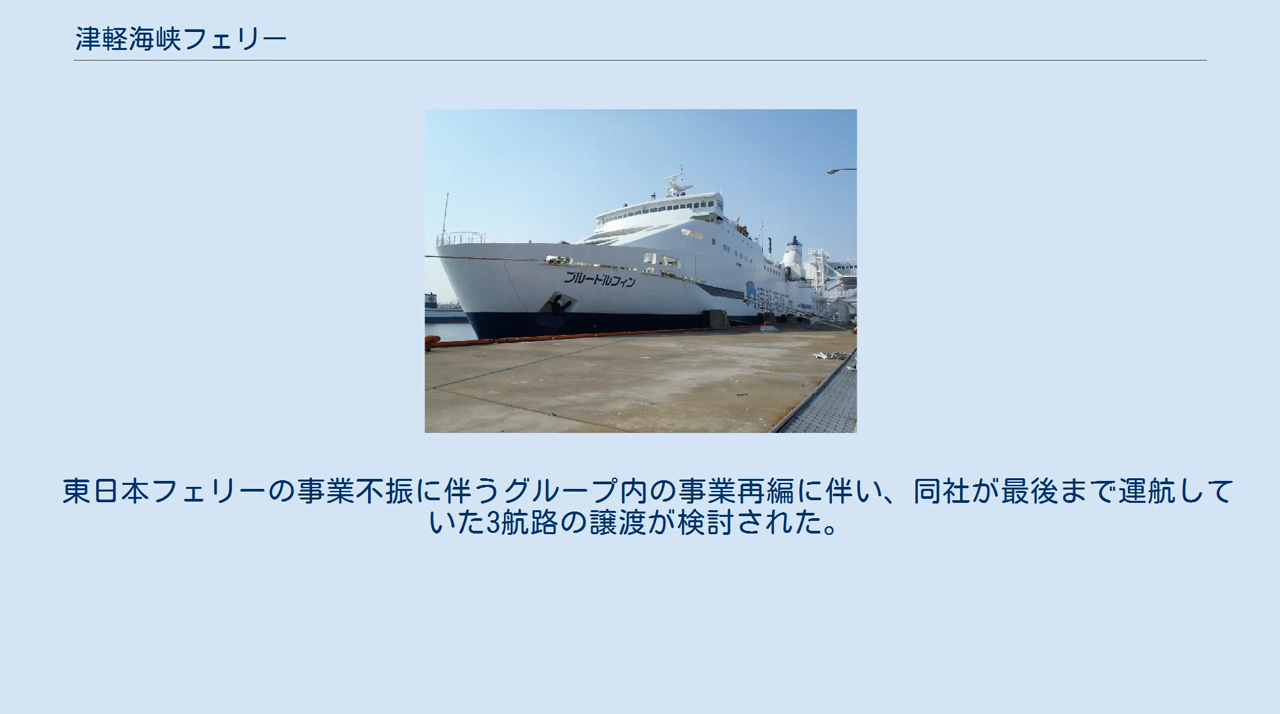 津軽海峡フェリー
ブルードルフィン
東日本フェリーの事業不振に伴うグループ内の事業再編に伴い、同社が最後まで運航して
いた3航路の譲渡が検討された。